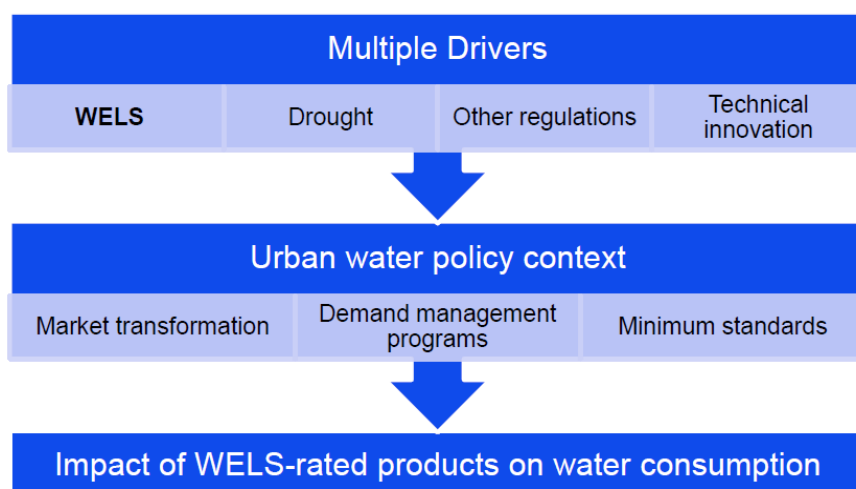 Multiple Drivers
WELS
Drought
Other regulations
Technical
innovation
Urban water policy context
Market transformation
Demand management
programs
Minimum standards
Impact of WELS-rated products on water consumption